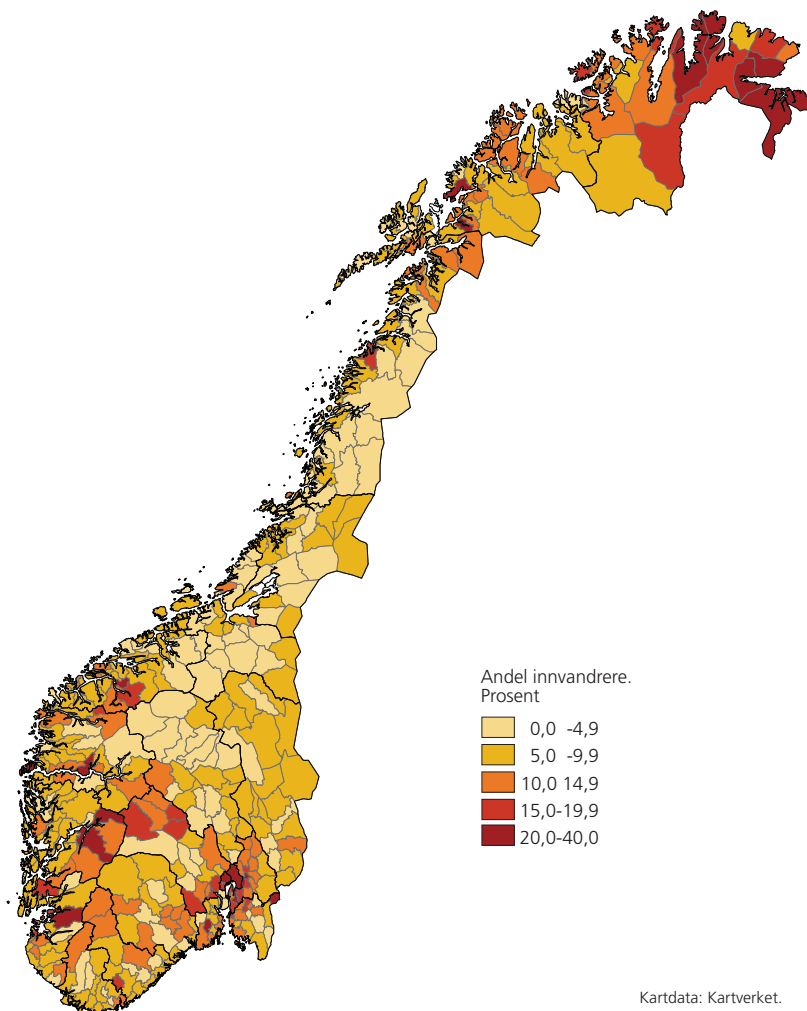 Andel innvandrere.
Prosent
0,0 -4,9
5,0 -9,9
10,0 14,9
15,0-19,9
20,0-40,0
Kartdata: Kartverket.